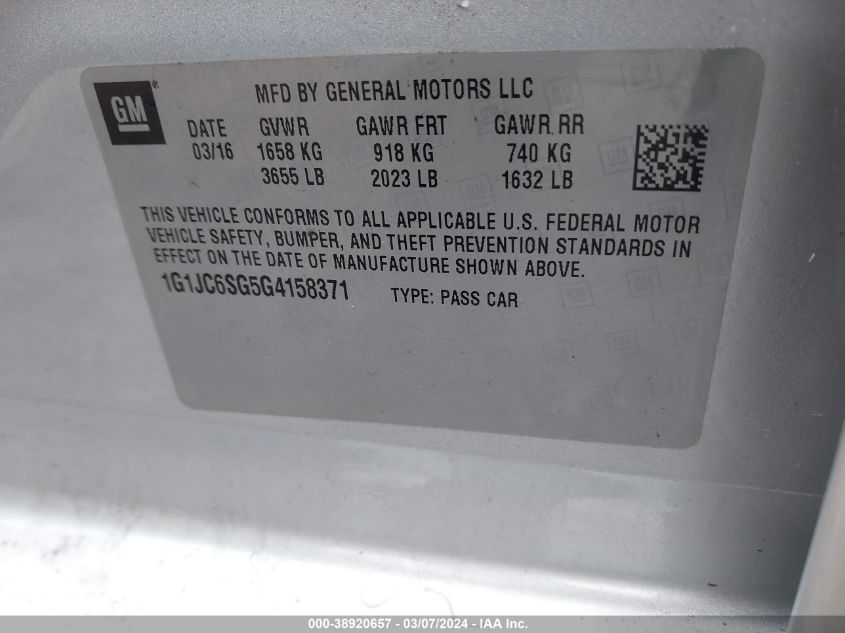 GM ®
MFD BY GENERAL MOTORS LLC
DATE GVWR GAWR FRT GAWR RR
03/16 1658 KG 918 KG 740 KG
3655 LB 2023 LB 1632 LB
THIS VEHICLE CONFORMS TO ALL APPLICABLE U.S. FEDERAL MOTOR
VEHICLE SAFETY, BUMPER, AND THEFT PREVENTION STANDARDS IN
EFFECT ON THE DATE OF MANUFACTURE SHOWN ABOVE.
1G1JC6SG5G4158371 TYPE: PASS CAR
000-38920657 - 03/07/2024 - IAA Inc.